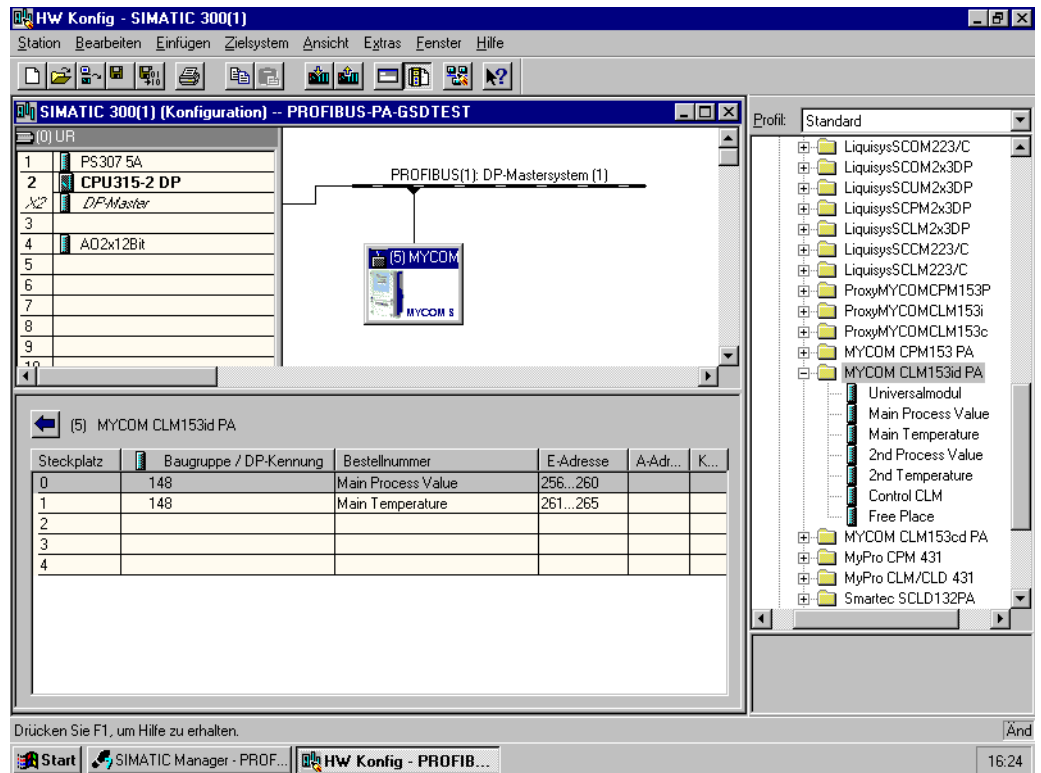 HW Konfig - SIMATIC 300(1)
Station Bearbeiten Einfügen Zielsystem Ansicht Extras Fenster Hilfe
SIMATIC 300(1) (Konfiguration) -- PROFIBUS-PA-GSDTEST
(0) UR
1 PS307 5A
2 CPU315-2 DP
X2 DP-Master
3
4 AO2x12Bit
5
6
7
8
9
10
PROFIBUS(1): DP-Mastersystem (1)
(5) MYCOM
MYCOM S
(5) MYCOM CLM153id PA
Steckplatz Baugruppe / DP-Kennung Bestellnummer E-Adresse A-Adr... K...
0 148 Main Process Value 256...260
1 148 Main Temperature 261...265
2
3
4
Profil: Standard
LiquisysSCOM223/C
LiquisysSCOM2x3DP
LiquisysSCUM2x3DP
LiquisysSCPM2x3DP
LiquisysSCLM2x3DP
LiquisysSCCM223/C
LiquisysSCLM223/C
ProxyMYCOMCPM153P
ProxyMYCOMCLM153i
ProxyMYCOMCLM153c
MYCOM CPM153 PA
MYCOM CLM153id PA
Universalmodul
Main Process Value
Main Temperature
2nd Process Value
2nd Temperature
Control CLM
Free Place
MYCOM CLM153cd PA
MyPro CPM 431
MyPro CLM/CLD 431
Smartec SCLD132PA
Drücken Sie F1, um Hilfe zu erhalten.
Änd
Start SIMATIC Manager - PROF... HW Konfig - PROFIB... 16:24